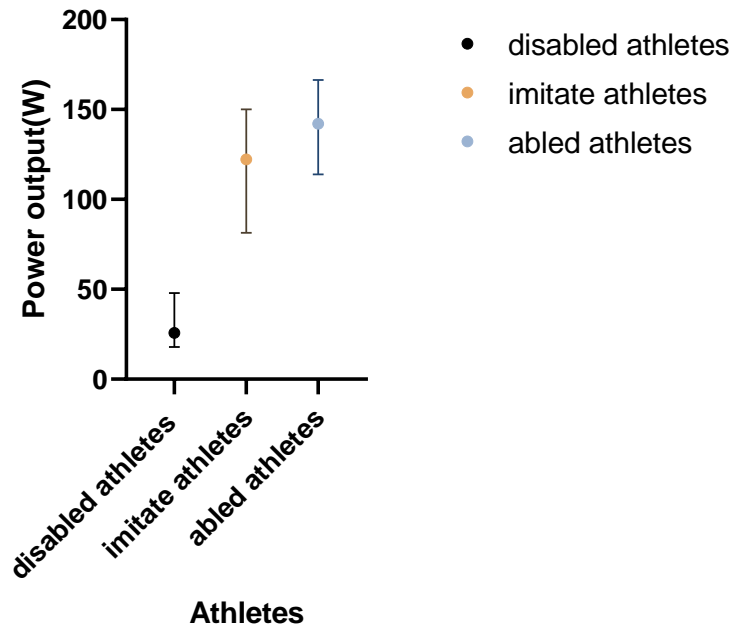 200
150
100
50
0
Power output(W)
disabled athletes
imitate athletes
abled athletes
Athletes
disabled athletes
imitate athletes
abled athletes